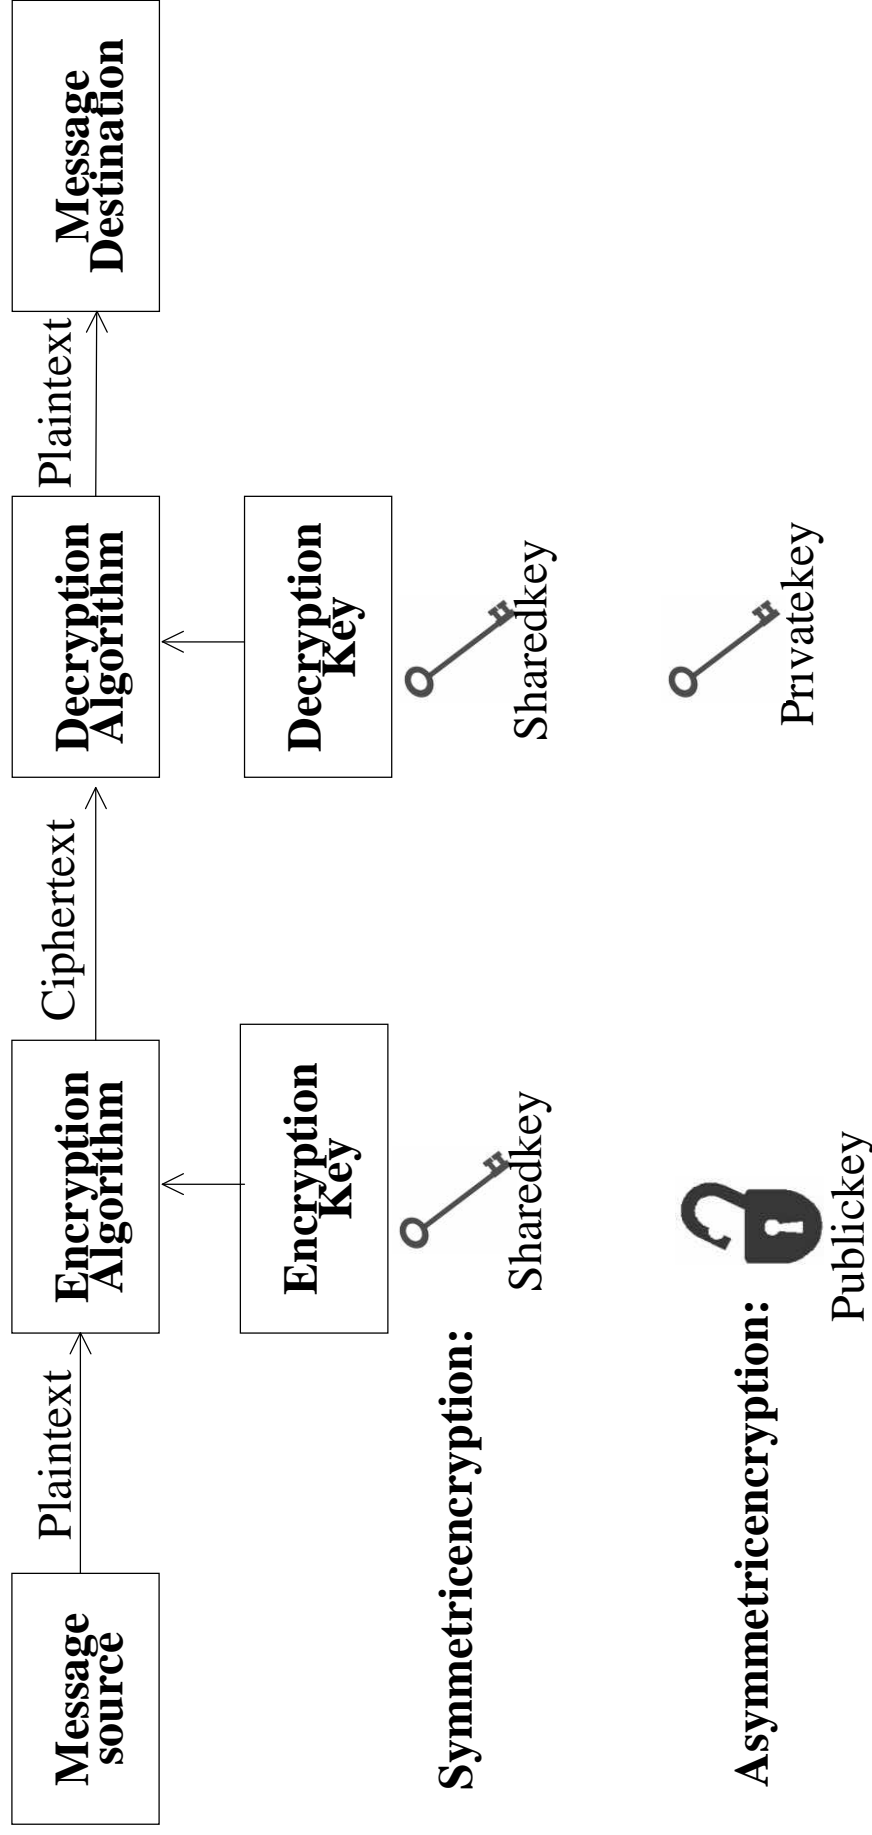 Message
source
Plaintext
Encryption
Algorithm
Ciphertext
Decryption
Algorithm
Plaintext
Message
Destination
Encryption
Key
Decryption
Key
Symmetricencryption:
Sharedkey
Sharedkey
Asymmetricencryption:
Publickey
Privatekey